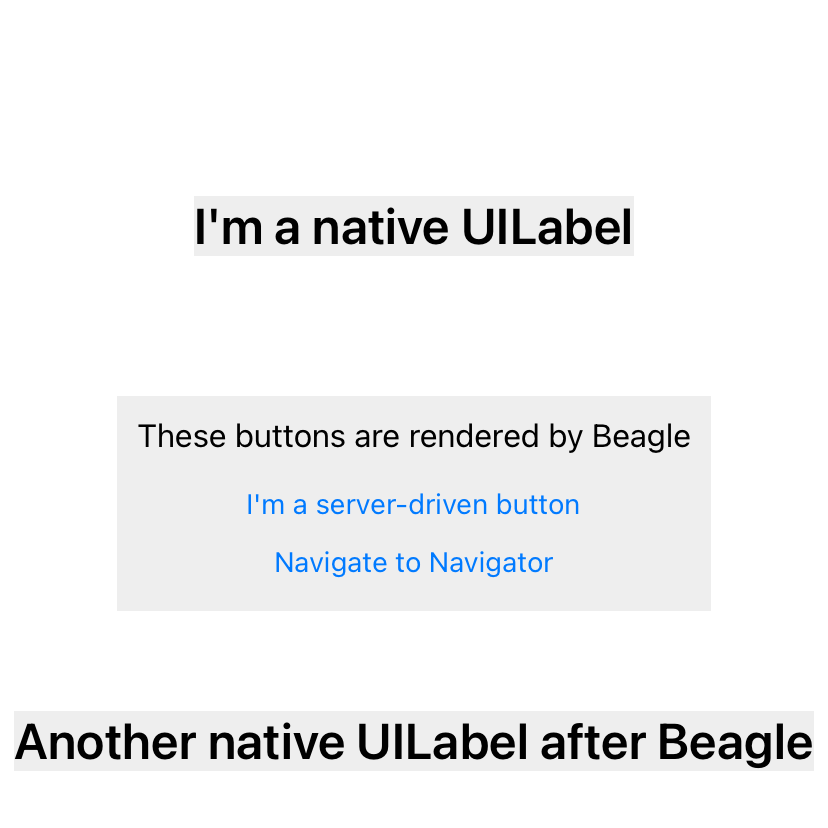 I'm a native UILabel
These buttons are rendered by Beagle
I'm a server-driven button
Navigate to Navigator
Another native UILabel after Beagle